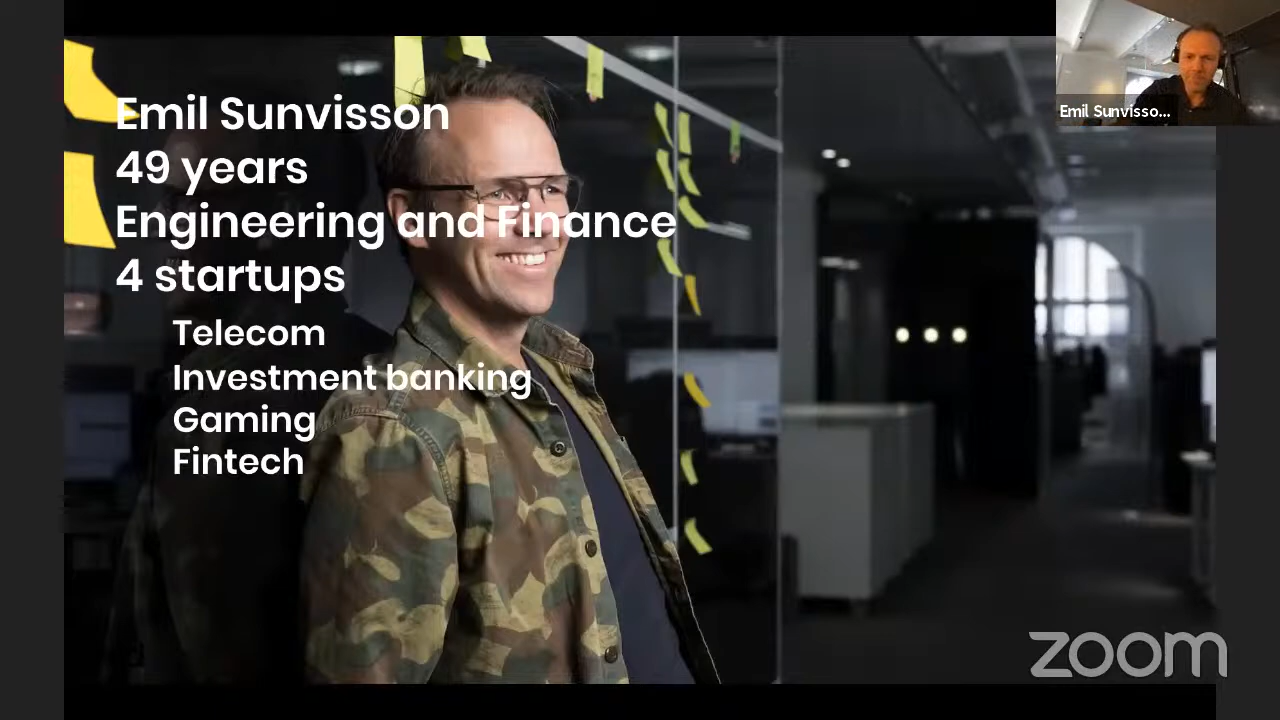 Emil Sunvisson
49 years
Engineering and Finance
4 startups
Telecom
Investment banking
Gaming
Fintech
Emil Sunvisso...
zoom